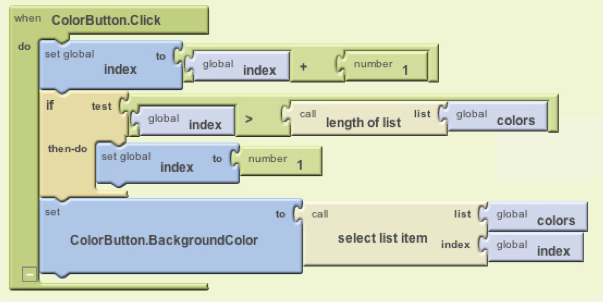 when ColorButton.Click
do
set global index to global index + number 1
if test global index > call length of list list global colors
then-do set global index to number 1
set ColorButton.BackgroundColor to call select list item list global colors
index global index